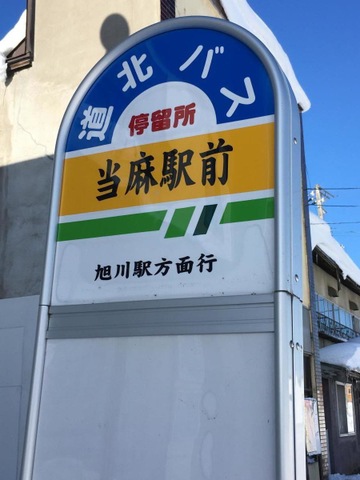 道北バス
停留所
当麻駅前
旭川駅方面行